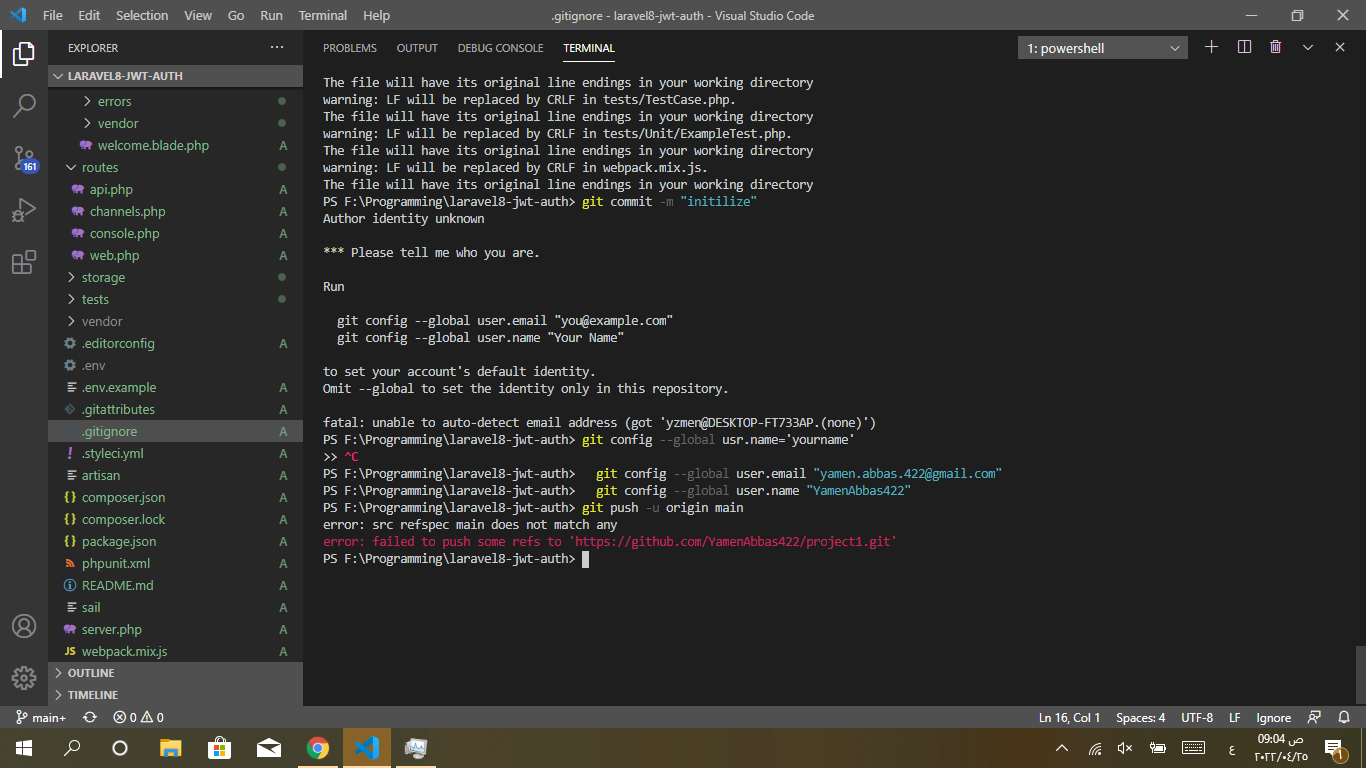 File Edit Selection View Go Run Terminal Help
.gitignore - laravel8-jwt-auth - Visual Studio Code
EXPLORER
LARAVEL8-JWT-AUTH
errors
vendor
welcome.blade.php A
routes
api.php A
channels.php A
console.php A
web.php A
storage
tests
vendor
.editorconfig A
.env
.env.example A
.gitattributes A
.gitignore A
.styleci.yml A
artisan A
composer.json A
composer.lock A
package.json A
phpunit.xml A
README.md A
sail A
server.php A
JS webpack.mix.js A
OUTLINE
TIMELINE
161
PROBLEMS OUTPUT DEBUG CONSOLE TERMINAL
1: powershell
The file will have its original line endings in your working directory
warning: LF will be replaced by CRLF in tests/TestCase.php.
The file will have its original line endings in your working directory
warning: LF will be replaced by CRLF in tests/Unit/ExampleTest.php.
The file will have its original line endings in your working directory
warning: LF will be replaced by CRLF in webpack.mix.js.
The file will have its original line endings in your working directory
PS F:\Programming\laravel8-jwt-auth> git commit -m "initilize"
Author identity unknown
*** Please tell me who you are.
Run
git config --global user.email "you@example.com"
git config --global user.name "Your Name"
to set your account's default identity.
Omit --global to set the identity only in this repository.
fatal: unable to auto-detect email address (got 'yzmen@DESKTOP-FT733AP.(none)')
PS F:\Programming\laravel8-jwt-auth> git config --global usr.name='yourname'
>> ^C
PS F:\Programming\laravel8-jwt-auth> git config --global user.email "yamen.abbas.422@gmail.com"
PS F:\Programming\laravel8-jwt-auth> git config --global user.name "YamenAbbas422"
PS F:\Programming\laravel8-jwt-auth> git push -u origin main
error: src refspec main does not match any
error: failed to push some refs to 'https://github.com/YamenAbbas422/project1.git'
PS F:\Programming\laravel8-jwt-auth>
main+ 0 0
Ln 16, Col 1 Spaces: 4 UTF-8 LF Ignore
ع
09:04 ص
٢٠٢٢/٠٤/٢٥
١